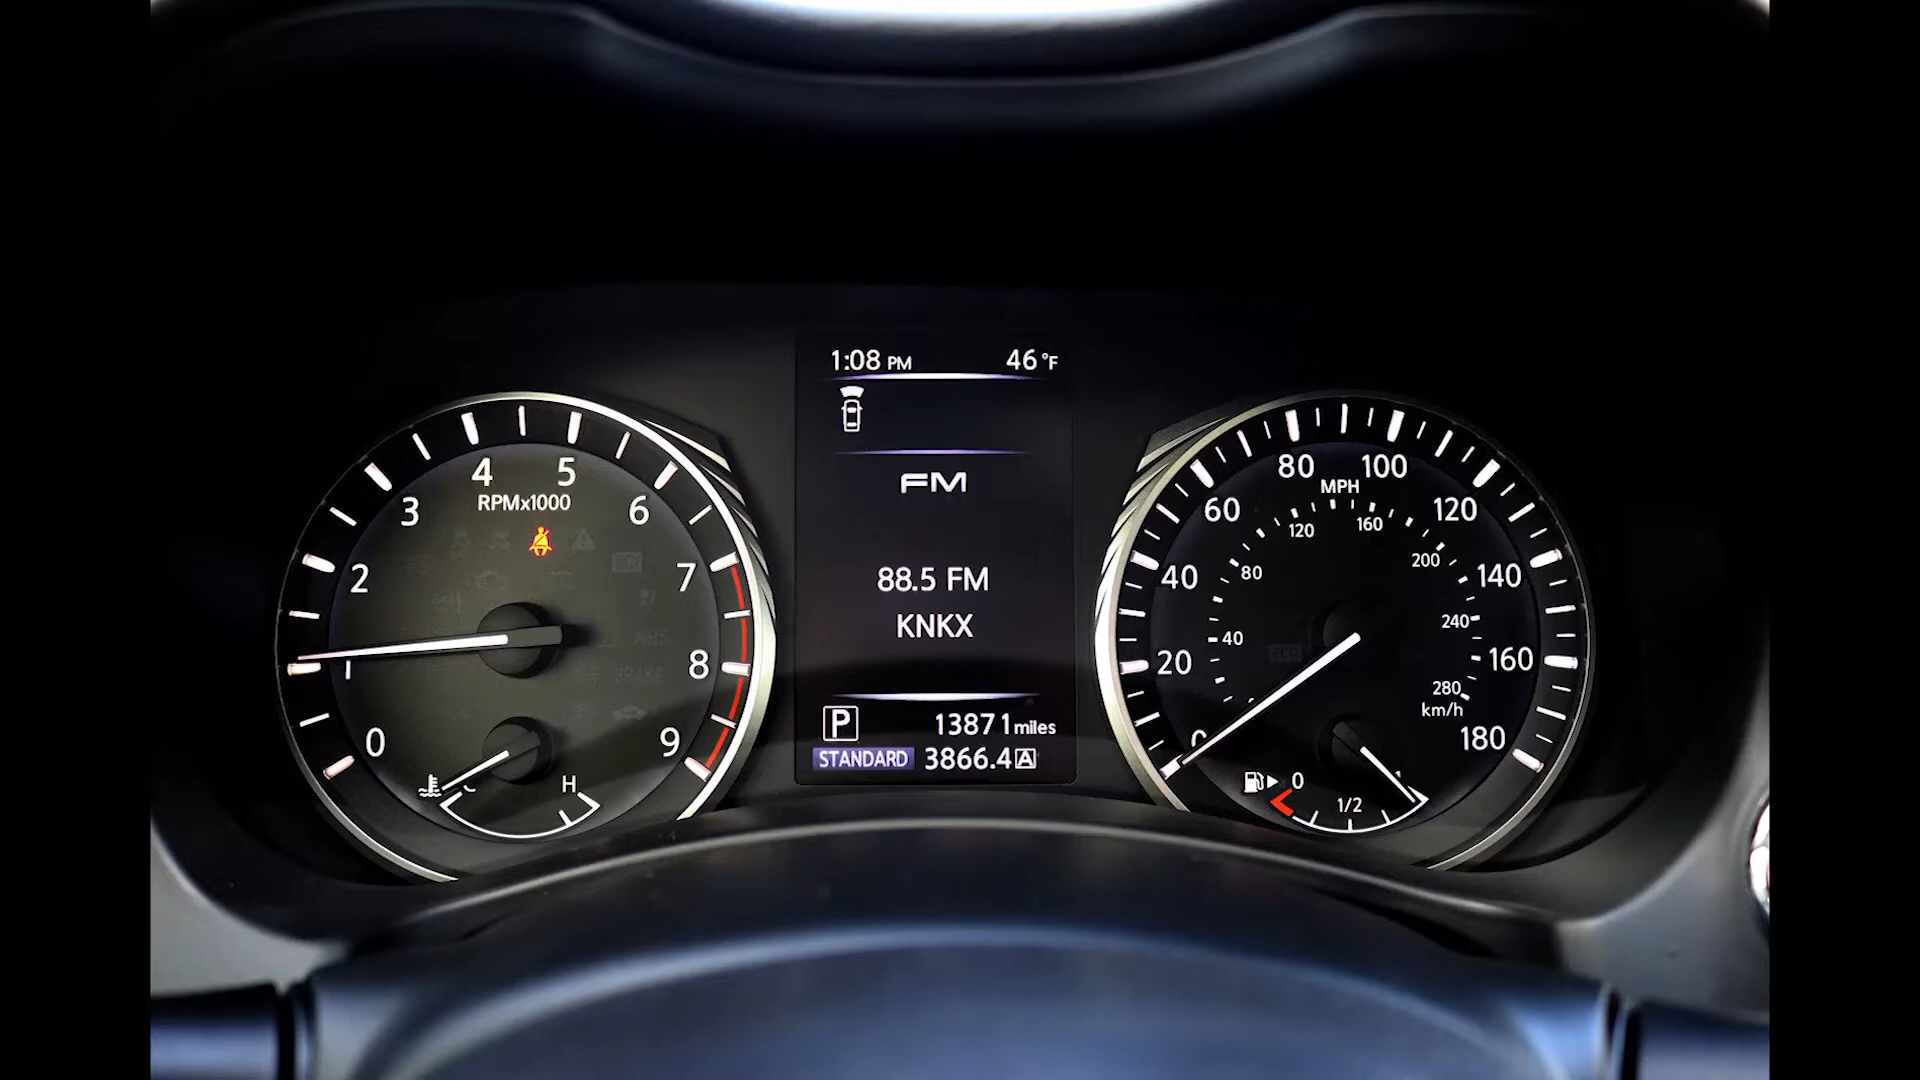 1:08 PM 46°F
FM
88.5 FM
KNKX
P 13871 miles
STANDARD 3866.4 A
0 1 2 3 4 5 6 7 8 9
RPMx1000
H
0 20 40 60 80 100 120 140 160 180
MPH
40 80 120 160 200 240 280
km/h
0 1/2